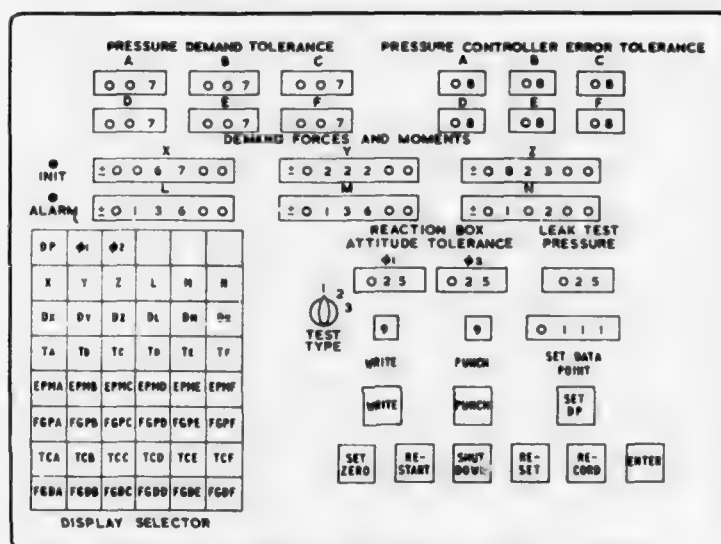 PRESSURE DEMAND TOLERANCE PRESSURE CONTROLLER ERROR TOLERANCE
A B C A B C
0 0 7 0 0 7 0 0 7 0 8 0 8 0 8
D E F D E F
0 0 7 0 0 7 0 0 7 0 8 0 8 0 8
DEMAND FORCES AND MOMENTS
X Y Z
INIT ± 0 0 6 7 0 0 ± 0 2 2 2 0 0 ± 0 8 2 3 0 0
L M N
ALARM ± 0 1 3 6 0 0 ± 0 1 3 6 0 0 ± 0 1 0 2 0 0
REACTION BOX LEAK TEST
ATTITUDE TOLERANCE PRESSURE
DP ϕ1 ϕ2
ϕ1 ϕ2
X Y Z L M N
0 2 5 0 2 5 0 2 5
1 2 3
TEST TYPE
DX DY DZ DL DM DN
9 9 0 1 1 1
TA TB TC TD TE TF
WRITE PUNCH SET DATA
POINT
EPMA EPMB EPMC EPMD EPME EPMF
WRITE PUNCH SET DP
FGPA FGPB FGPC FGPD FGPE FGPF
TCA TCB TCC TCD TCE TCF
SET ZERO RE-START SHUT DOWN RE-SET RE-CORD ENTER
FGDA FGDB FGDC FGDD FGDE FGDF
DISPLAY SELECTOR